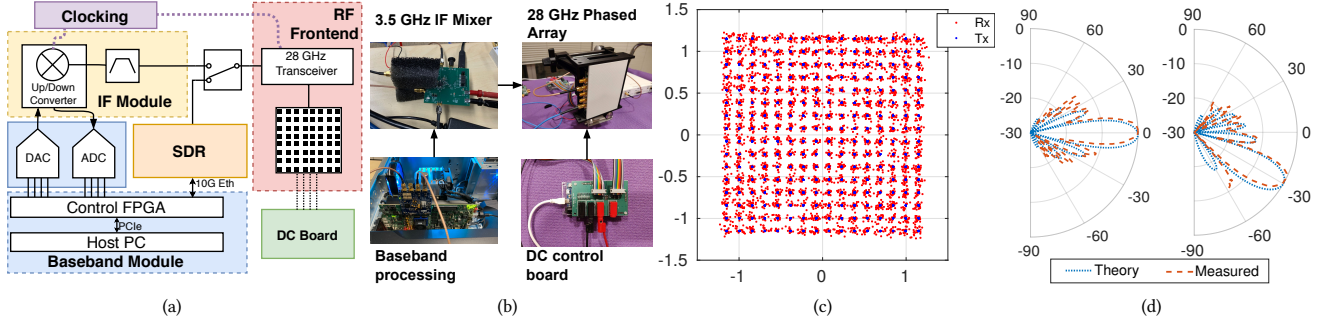 Clocking
RF
Frontend
28 GHz
Transceiver
Up/Down
Converter
IF Module
DAC
ADC
SDR
10G Eth
Control FPGA
PCIe
Host PC
Baseband Module
DC Board
(a)
3.5 GHz IF Mixer
28 GHz Phased
Array
Baseband
processing
DC control
board
(b)
1.5
1
0.5
0
-0.5
-1
-1.5
-1
0
1
Rx
Tx
(c)
90
60
30
0
-30
-60
-90
0
-10
-20
-30
90
60
30
0
-30
-60
-90
0
-10
-20
-30
Theory
Measured
(d)